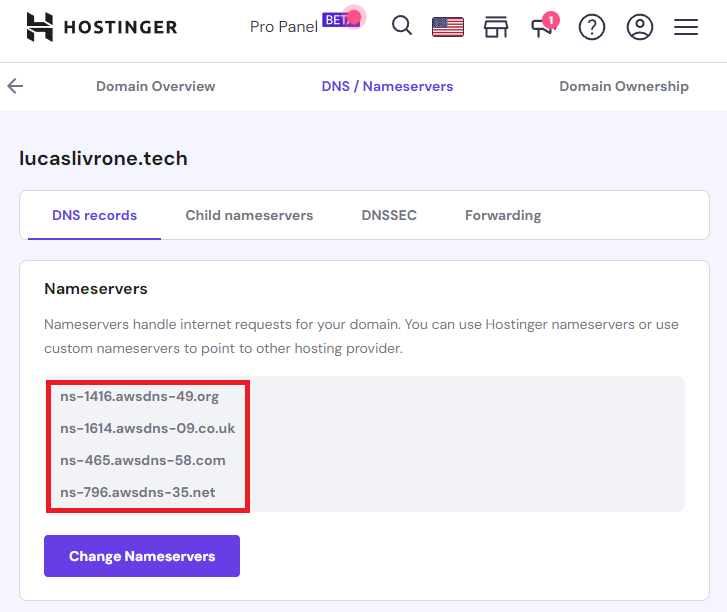 HOSTINGER
Pro Panel BETA
1
Domain Overview DNS / Nameservers Domain Ownership
lucaslivrone.tech
DNS records Child nameservers DNSSEC Forwarding
Nameservers
Nameservers handle internet requests for your domain. You can use Hostinger nameservers or use
custom nameservers to point to other hosting provider.
ns-1416.awsdns-49.org
ns-1614.awsdns-09.co.uk
ns-465.awsdns-58.com
ns-796.awsdns-35.net
Change Nameservers